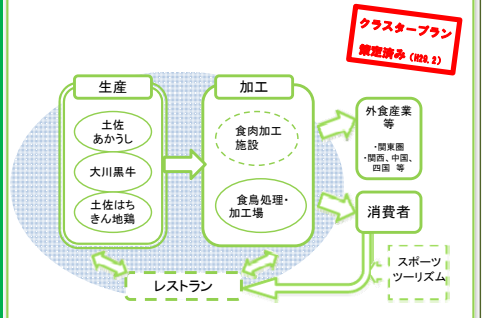 クラスタープラン
策定済み（H29.2）
生産
加工
土佐
あかうし
大川黒牛
土佐はち
きん地鶏
食肉加工
施設
食鳥処理・
加工場
外食産業
等
・関東圏
・関西、中国、
四国 等
消費者
スポーツ
ツーリズム
レストラン